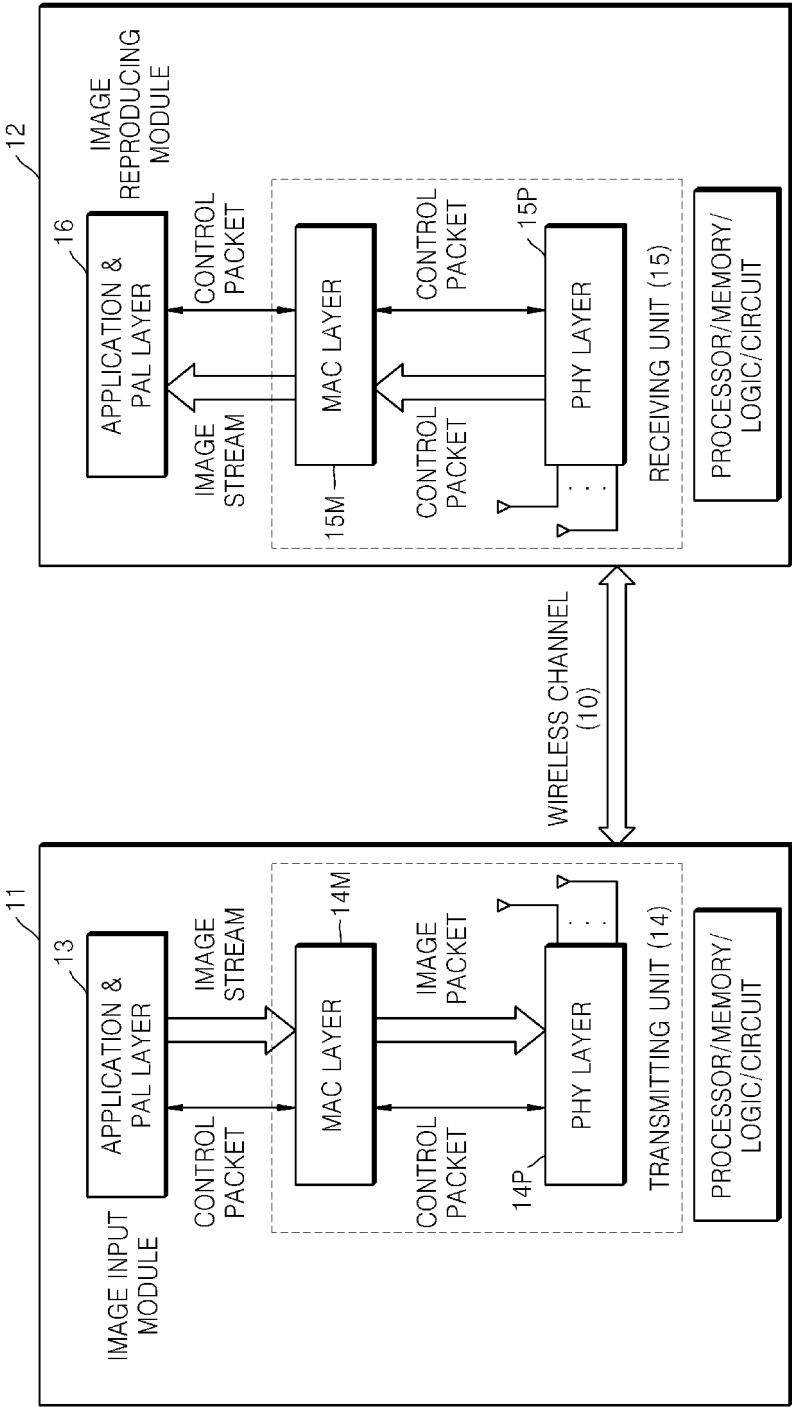 11
IMAGE INPUT
MODULE
13
APPLICATION &
PAL LAYER
CONTROL
PACKET
IMAGE
STREAM
14M
MAC LAYER
CONTROL
PACKET
IMAGE
PACKET
14P
PHY LAYER
. . .
TRANSMITTING UNIT (14)
PROCESSOR/MEMORY/
LOGIC/CIRCUIT
WIRELESS CHANNEL
(10)
12
IMAGE
REPRODUCING
MODULE
16
APPLICATION &
PAL LAYER
IMAGE
STREAM
CONTROL
PACKET
15M
MAC LAYER
CONTROL
PACKET
CONTROL
PACKET
15P
PHY LAYER
. . .
RECEIVING UNIT (15)
PROCESSOR/MEMORY/
LOGIC/CIRCUIT